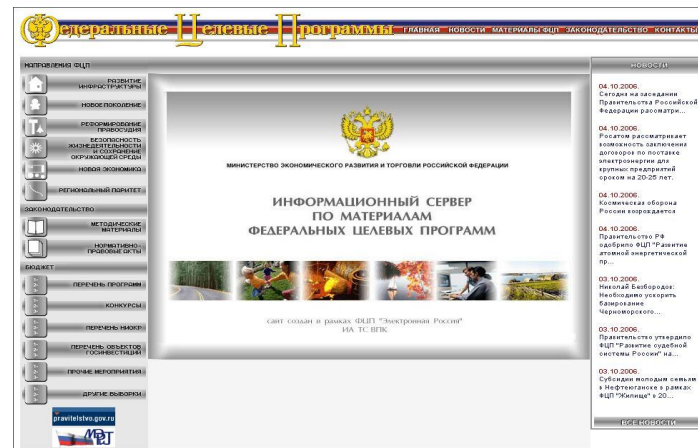 Федеральные Целевые Программы
ГЛАВНАЯ НОВОСТИ МАТЕРИАЛЫ ФЦП ЗАКОНОДАТЕЛЬСТВО КОНТАКТЫ
НАПРАВЛЕНИЯ ФЦП
РАЗВИТИЕ
ИНФРАСТРУКТУРЫ
НОВОЕ ПОКОЛЕНИЕ
РЕФОРМИРОВАНИЕ
ПРАВОСУДИЯ
БЕЗОПАСНОСТЬ
ЖИЗНЕДЕЯТЕЛЬНОСТИ
И СОХРАНЕНИЕ
ОКРУЖАЮЩЕЙ СРЕДЫ
НОВАЯ ЭКОНОМИКА
РЕГИОНАЛЬНЫЙ ПАРИТЕТ
ЗАКОНОДАТЕЛЬСТВО
МЕТОДИЧЕСКИЕ
МАТЕРИАЛЫ
НОРМАТИВНО-
ПРАВОВЫЕ АКТЫ
БЮДЖЕТ
ПЕРЕЧЕНЬ ПРОГРАММ
КОНКУРСЫ
ПЕРЕЧЕНЬ НИОКР
ПЕРЕЧЕНЬ ОБЪЕКТОВ
ГОСИНВЕСТИЦИЙ
ПРОЧИЕ МЕРОПРИЯТИЯ
ДРУГИЕ ВЫБОРКИ
pravitelstvo.gov.ru
МИНИСТЕРСТВО ЭКОНОМИЧЕСКОГО РАЗВИТИЯ И ТОРГОВЛИ РОССИЙСКОЙ ФЕДЕРАЦИИ
ИНФОРМАЦИОННЫЙ СЕРВЕР
ПО МАТЕРИАЛАМ
ФЕДЕРАЛЬНЫХ ЦЕЛЕВЫХ ПРОГРАММ
сайт создан в рамках ФЦП "Электронная Россия"
ИА ТС ВПК
НОВОСТИ
04.10.2006.
Сегодня на заседании
Правительства Российской
Федерации рассматри...
04.10.2006.
Росатом рассматривает
возможность заключения
договоров по поставке
электроэнергии для
крупных предприятий
сроком на 20-25 лет.
04.10.2006.
Космическая оборона
России возрождается
04.10.2006.
Правительство РФ
одобрило ФЦП "Развитие
атомной энергетической
пр...
03.10.2006.
Николай Безбородов:
Необходимо ускорить
базирование
Черноморского...
03.10.2006.
Правительство утвердило
ФЦП "Развитие судебной
системы России" на...
03.10.2006.
Субсидии молодым семьям
в Нефтеюганске в рамках
ФЦП "Жилище" в 20...
ВСЕ НОВОСТИ